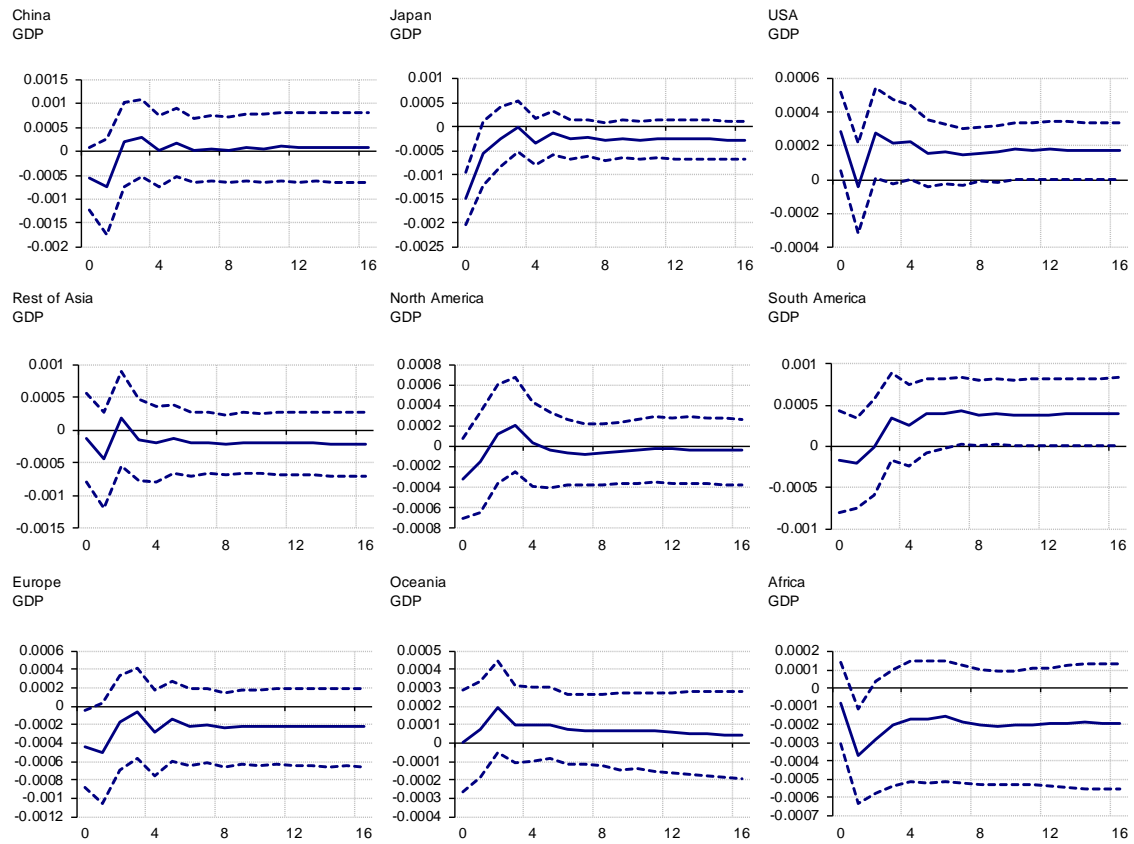 China
GDP
0.0015
0.001
0.0005
0
-0.0005
-0.001
-0.0015
-0.002
0 4 8 12 16
Japan
GDP
0.001
0.0005
0
-0.0005
-0.001
-0.0015
-0.002
-0.0025
0 4 8 12 16
USA
GDP
0.0006
0.0004
0.0002
0
-0.0002
-0.0004
0 4 8 12 16
Rest of Asia
GDP
0.001
0.0005
0
-0.0005
-0.001
-0.0015
0 4 8 12 16
North America
GDP
0.0008
0.0006
0.0004
0.0002
0
-0.0002
-0.0004
-0.0006
-0.0008
0 4 8 12 16
South America
GDP
0.001
0.0005
0
-0.0005
-0.001
0 4 8 12 16
Europe
GDP
0.0006
0.0004
0.0002
0
-0.0002
-0.0004
-0.0006
-0.0008
-0.001
-0.0012
0 4 8 12 16
Oceania
GDP
0.0005
0.0004
0.0003
0.0002
0.0001
0
-0.0001
-0.0002
-0.0003
-0.0004
0 4 8 12 16
Africa
GDP
0.0002
0.0001
0
-0.0001
-0.0002
-0.0003
-0.0004
-0.0005
-0.0006
-0.0007
0 4 8 12 16